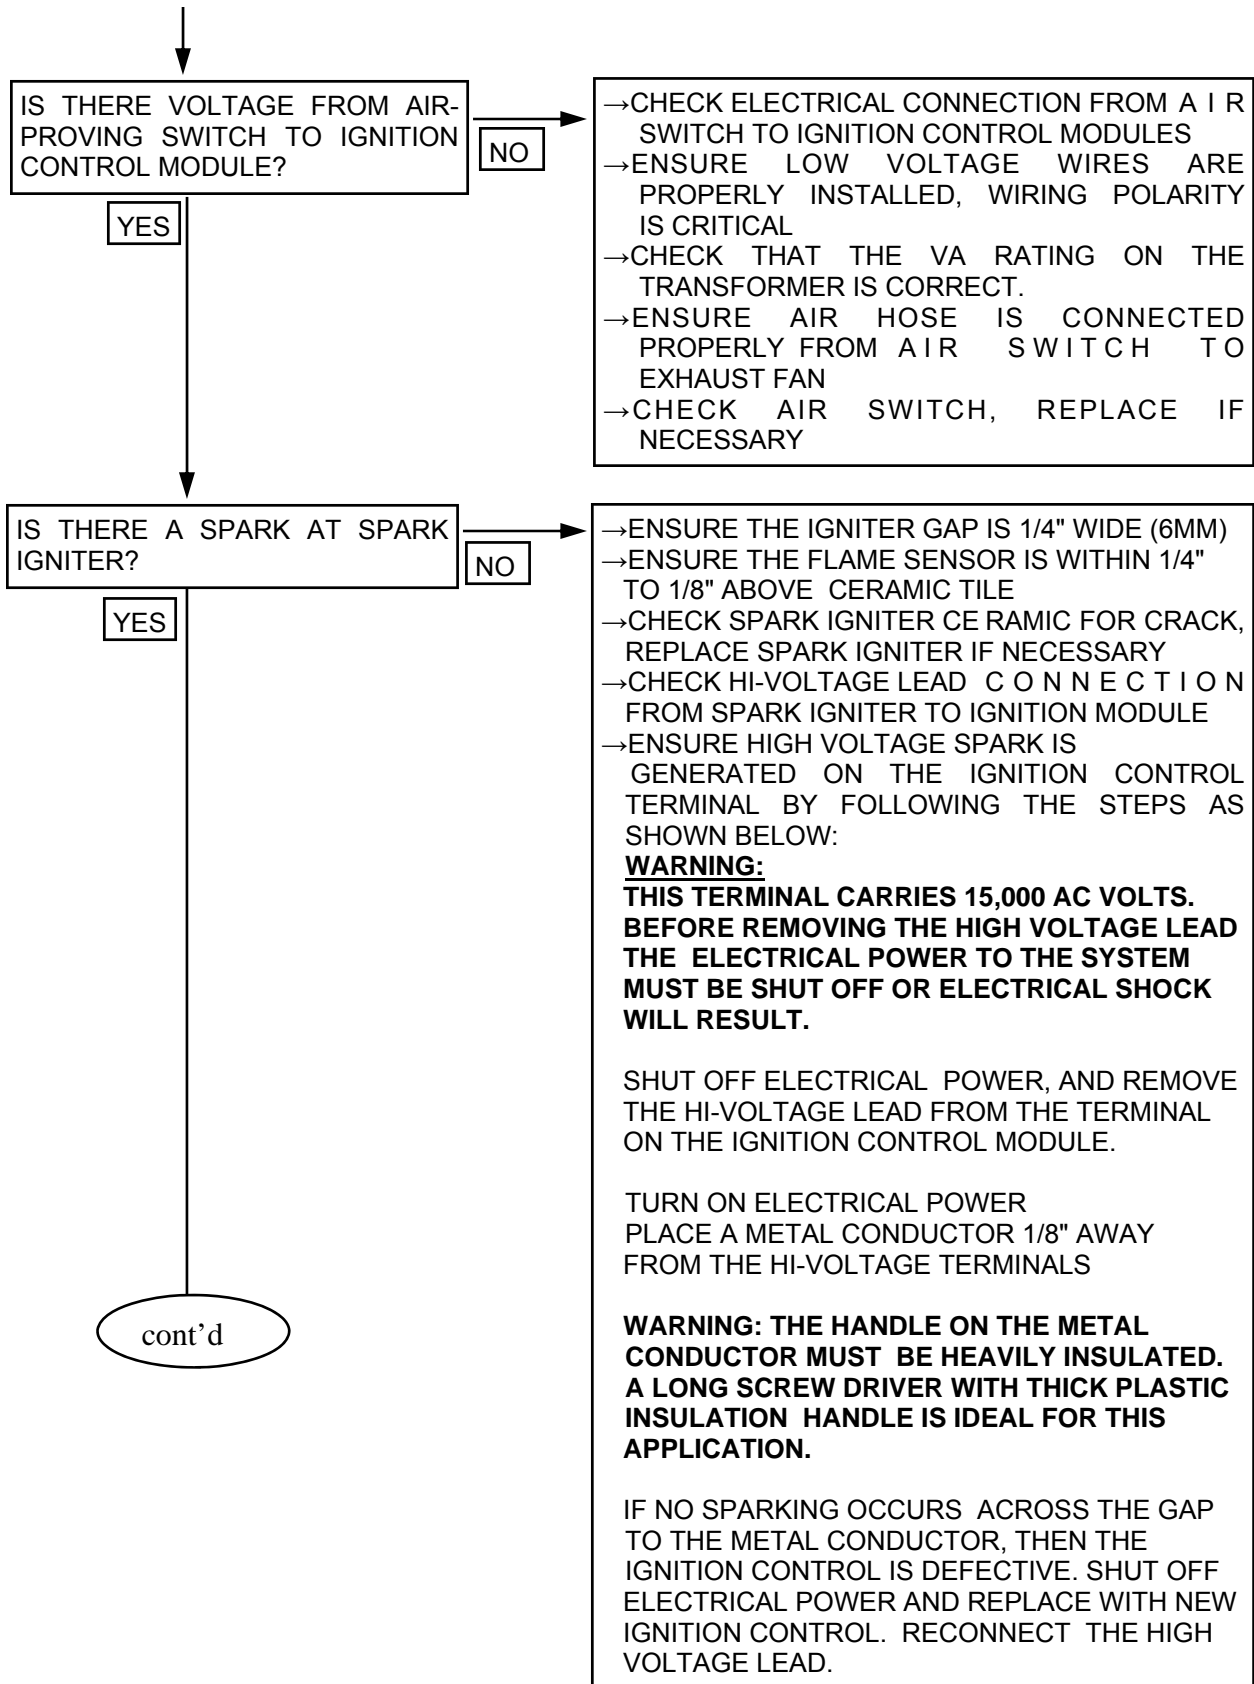 IS THERE VOLTAGE FROM AIR-
PROVING SWITCH TO IGNITION
CONTROL MODULE?
NO
YES
→CHECK ELECTRICAL CONNECTION FROM A I R
SWITCH TO IGNITION CONTROL MODULES
→ENSURE LOW VOLTAGE WIRES ARE
PROPERLY INSTALLED, WIRING POLARITY
IS CRITICAL
→CHECK THAT THE VA RATING ON THE
TRANSFORMER IS CORRECT.
→ENSURE AIR HOSE IS CONNECTED
PROPERLY FROM A I R S W I T C H T O
EXHAUST FAN
→CHECK AIR SWITCH, REPLACE IF
NECESSARY
IS THERE A SPARK AT SPARK
IGNITER?
NO
YES
→ENSURE THE IGNITER GAP IS 1/4" WIDE (6MM)
→ENSURE THE FLAME SENSOR IS WITHIN 1/4"
TO 1/8" ABOVE CERAMIC TILE
→CHECK SPARK IGNITER CE RAMIC FOR CRACK,
REPLACE SPARK IGNITER IF NECESSARY
→CHECK HI-VOLTAGE LEAD C O N N E C T I O N
FROM SPARK IGNITER TO IGNITION MODULE
→ENSURE HIGH VOLTAGE SPARK IS
GENERATED ON THE IGNITION CONTROL
TERMINAL BY FOLLOWING THE STEPS AS
SHOWN BELOW:
WARNING:
THIS TERMINAL CARRIES 15,000 AC VOLTS.
BEFORE REMOVING THE HIGH VOLTAGE LEAD
THE ELECTRICAL POWER TO THE SYSTEM
MUST BE SHUT OFF OR ELECTRICAL SHOCK
WILL RESULT.
SHUT OFF ELECTRICAL POWER, AND REMOVE
THE HI-VOLTAGE LEAD FROM THE TERMINAL
ON THE IGNITION CONTROL MODULE.
TURN ON ELECTRICAL POWER
PLACE A METAL CONDUCTOR 1/8" AWAY
FROM THE HI-VOLTAGE TERMINALS
WARNING: THE HANDLE ON THE METAL
CONDUCTOR MUST BE HEAVILY INSULATED.
A LONG SCREW DRIVER WITH THICK PLASTIC
INSULATION HANDLE IS IDEAL FOR THIS
APPLICATION.
IF NO SPARKING OCCURS ACROSS THE GAP
TO THE METAL CONDUCTOR, THEN THE
IGNITION CONTROL IS DEFECTIVE. SHUT OFF
ELECTRICAL POWER AND REPLACE WITH NEW
IGNITION CONTROL. RECONNECT THE HIGH
VOLTAGE LEAD.
cont’d